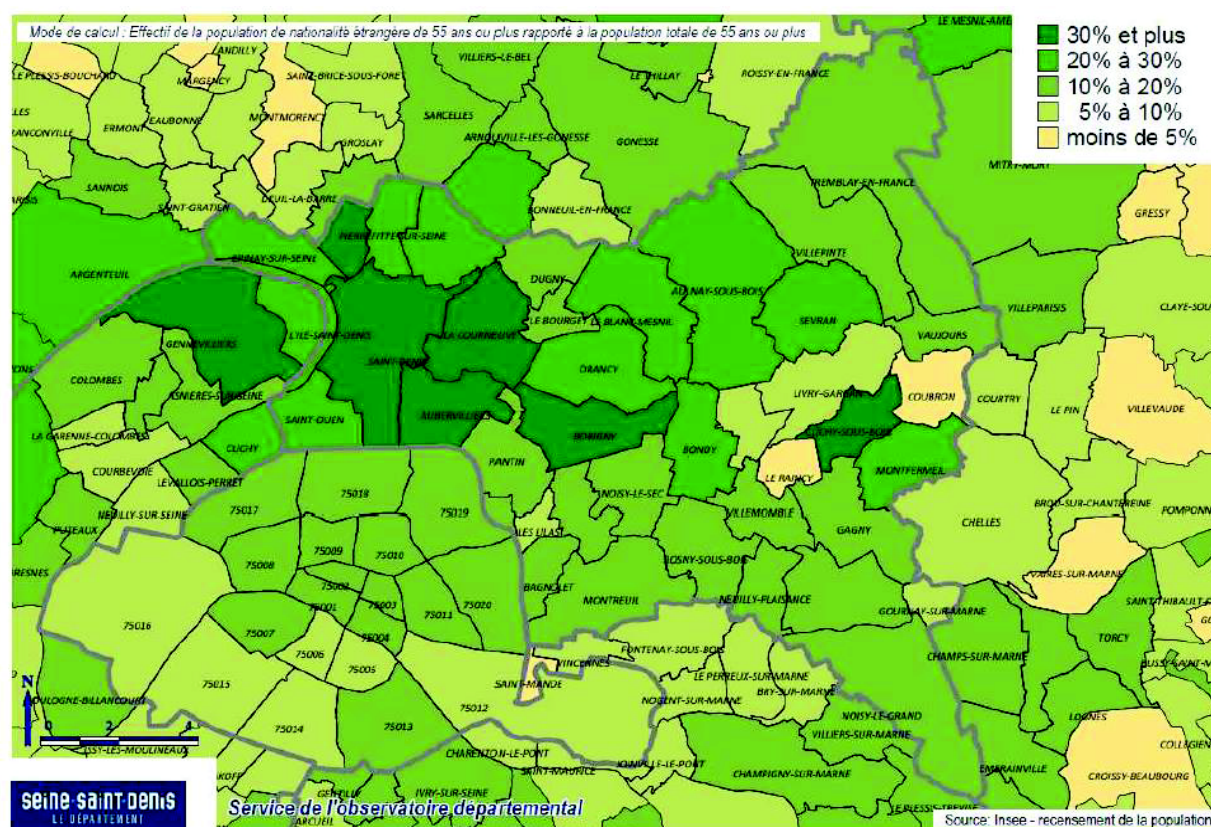 Mode de calcul : Effectif de la population de nationalité étrangère de 55 ans ou plus rapporté à la population totale de 55 ans ou plus
30% et plus
20% à 30%
10% à 20%
5% à 10%
moins de 5%
LE PLESSIS-BOUCHARD
ANDILLY
MARGENCY
SAINT-BRICE-SOUS-FORE
VILLIERS-LE-BEL
LE THILLAY
ROISSY-EN-FRANCE
LE MESNIL-AME
ERMONT
EAUBONNE
MONTMORENCY
GROSLAY
SARCELLES
ARNOUVILLE-LES-GONESSE
GONESSE
MITRY-MORY
SANNOIS
SAINT-GRATIEN
DEUIL-LA-BARRE
BONNEUIL-EN-FRANCE
TREMBLAY-EN-FRANCE
GRESSY
ARGENTEUIL
EPINAY-SUR-SEINE
PIERREFITTE-SUR-SEINE
DUGNY
VILLEPINTE
AULNAY-SOUS-BOIS
VILLEPARISIS
CLAYE-SOU
GENNEVILLIERS
L'ILE-SAINT-DENIS
LA COURNEUVE
LE BOURGET
LE BLANC-MESNIL
SEVRAN
VAUJOURS
COLOMBES
SAINT-DENIS
DRANCY
LIVRY-GARGAN
COUBRON
COURTRY
LE PIN
VILLEVAUDE
ASNIERES-SUR-SEINE
SAINT-OUEN
AUBERVILLIERS
BOBIGNY
BONDY
CLICHY-SOUS-BOIS
LA GARENNE-COLOMBES
CLICHY
MONTFERMEIL
COURBEVOIE
LEVALLOIS-PERRET
PANTIN
LE RAINCY
NEUILLY-SUR-SEINE
75018
75017
75019
NOISY-LE-SEC
VILLEMOMBLE
GAGNY
CHELLES
BROU-SUR-CHANTEREINE
POMPONN
PUTEAUX
LES LILAS
75009
75010
75008
ROSNY-SOUS-BOIS
VAIRES-SUR-MARNE
75002
75001
75003
75011
75020
BAGNOLET
MONTREUIL
NEUILLY-PLAISANCE
GOURNAY-SUR-MARNE
75016
75007
75004
75006
75005
TORCY
FONTENAY-SOUS-BOIS
VINCENNES
CHAMPS-SUR-MARNE
75015
SAINT-MANDE
LE PERREUX-SUR-MARNE
BRY-SUR-MARNE
NOGENT-SUR-MARNE
75012
75014
75013
NOISY-LE-GRAND
LOGNES
VILLIERS-SUR-MARNE
N
0 2 4
CHARENTON-LE-PONT
SAINT-MAURICE
JOINVILLE-LE-PONT
CHAMPIGNY-SUR-MARNE
EMERAINVILLE
COLLEGIEN
CROISSY-BEAUBOURG
GENTILLY
IVRY-SUR-SEINE
ARCUEIL
LE PLESSIS-TREVISE
seine-saint-denis
LE DÉPARTEMENT
Service de l'observatoire départemental
Source: Insee - recensement de la population